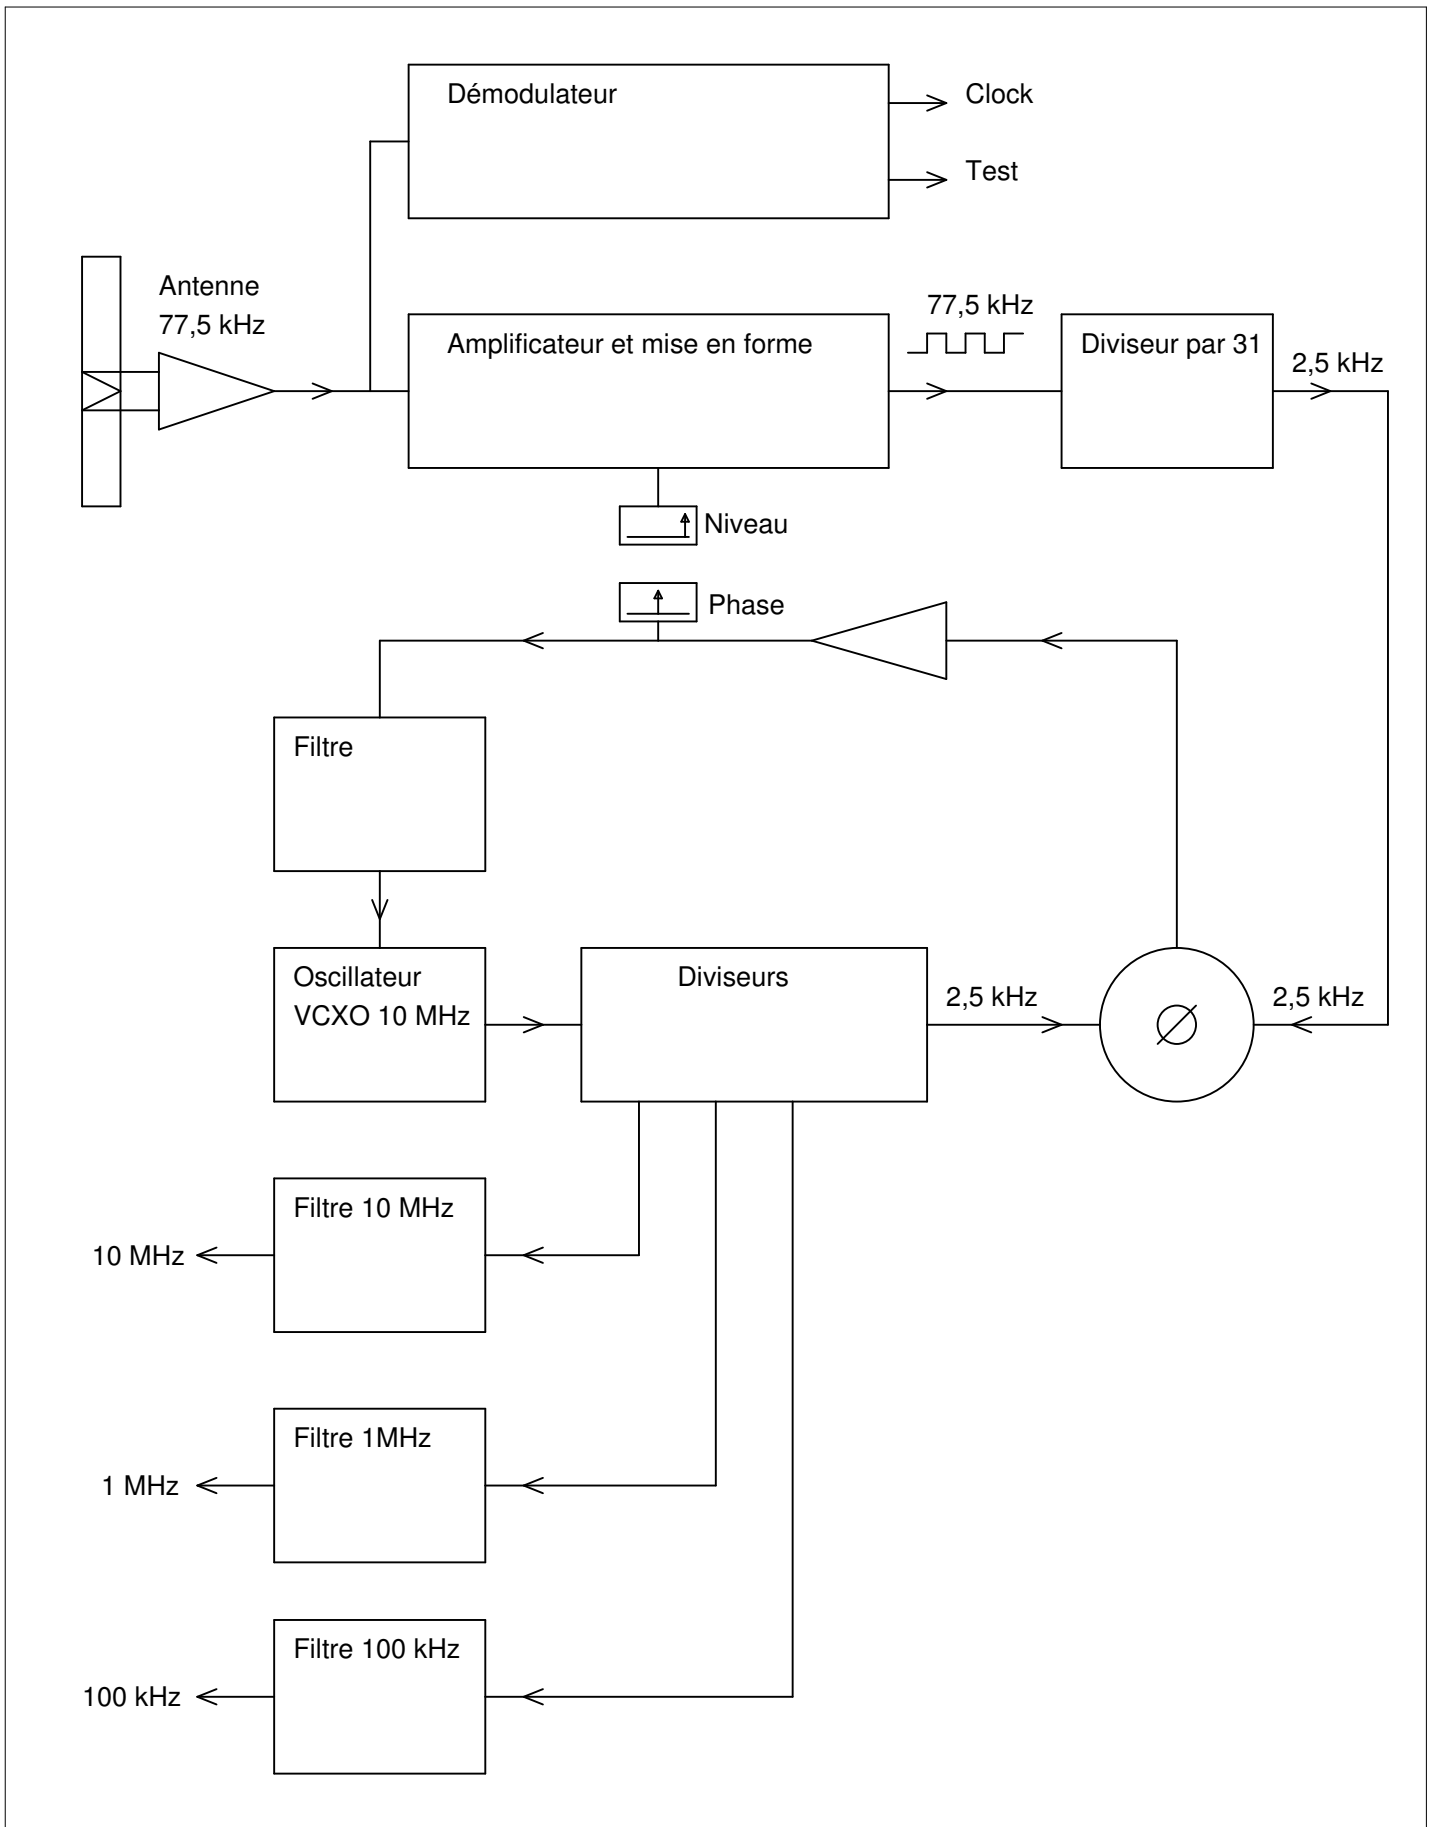 Démodulateur
Clock
Test
Antenne
77,5 kHz
Amplificateur et mise en forme
77,5 kHz
Diviseur par 31
2,5 kHz
Niveau
Phase
Filtre
Oscillateur
VCXO 10 MHz
Diviseurs
2,5 kHz
2,5 kHz
Filtre 10 MHz
10 MHz
Filtre 1MHz
1 MHz
Filtre 100 kHz
100 kHz